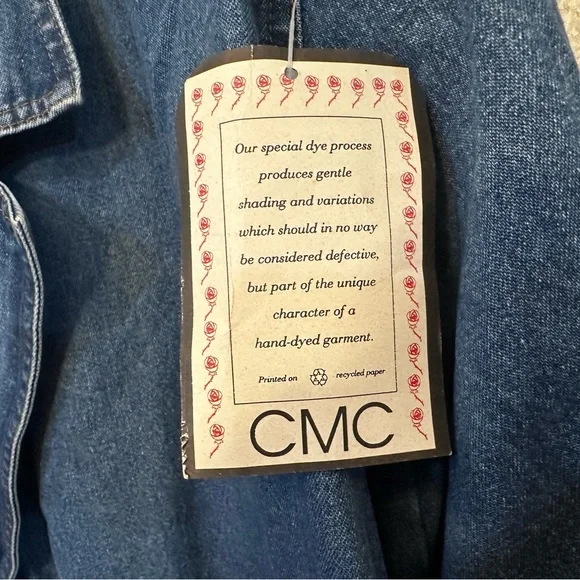 Our special dye process
produces gentle
shading and variations
which should in no way
be considered defective,
but part of the unique
character of a
hand-dyed garment.
Printed on recycled paper
CMC